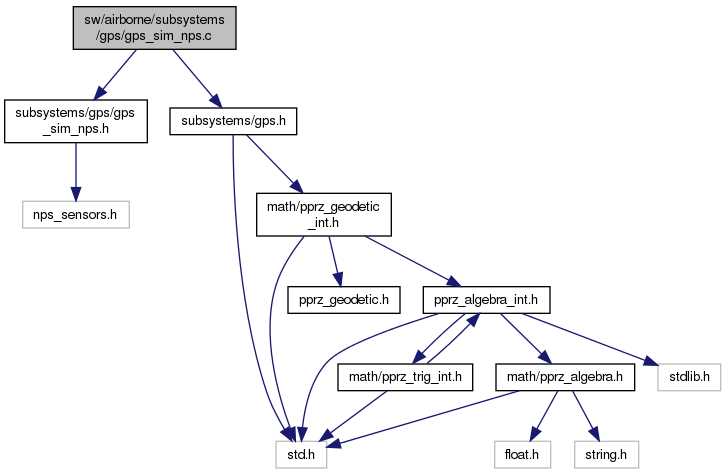 sw/airborne/subsystems
/gps/gps_sim_nps.c
subsystems/gps/gps
_sim_nps.h
subsystems/gps.h
nps_sensors.h
math/pprz_geodetic
_int.h
pprz_geodetic.h
pprz_algebra_int.h
math/pprz_trig_int.h
math/pprz_algebra.h
stdlib.h
std.h
float.h
string.h